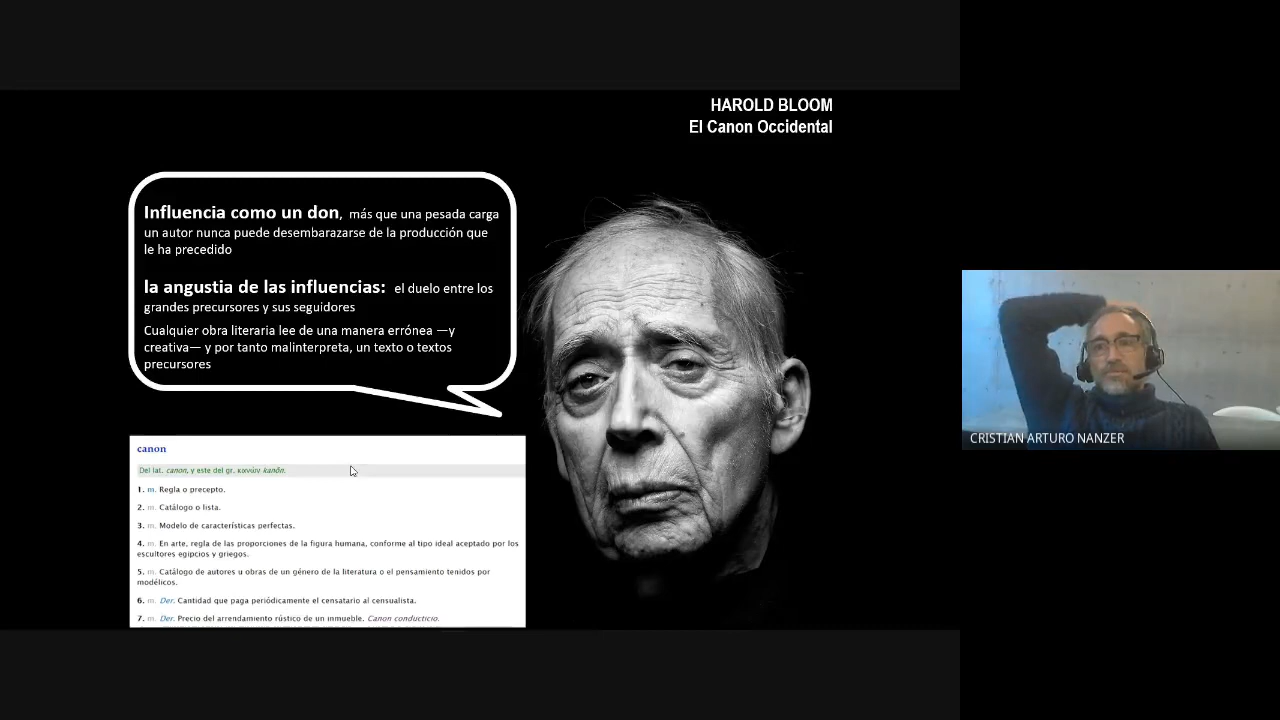 HAROLD BLOOM
El Canon Occidental
Influencia como un don, más que una pesada carga
un autor nunca puede desembarazarse de la producción que
le ha precedido
la angustia de las influencias: el duelo entre los
grandes precursores y sus seguidores
Cualquier obra literaria lee de una manera errónea —y
creativa— y por tanto malinterpreta, un texto o textos
precursores
canon
Del lat. canon, y este del gr. κανών kanṓn.
1. m. Regla o precepto.
2. m. Catálogo o lista.
3. m. Modelo de características perfectas.
4. m. En arte, regla de las proporciones de la figura humana, conforme al tipo ideal aceptado por los
escultores egipcios y griegos.
5. m. Catálogo de autores u obras de un género de la literatura o el pensamiento tenidos por
modélicos.
6. m. Der. Cantidad que paga periódicamente el censatario al censualista.
7. m. Der. Precio del arrendamiento rústico de un inmueble. Canon conducticio.
CRISTIAN ARTURO NANZER